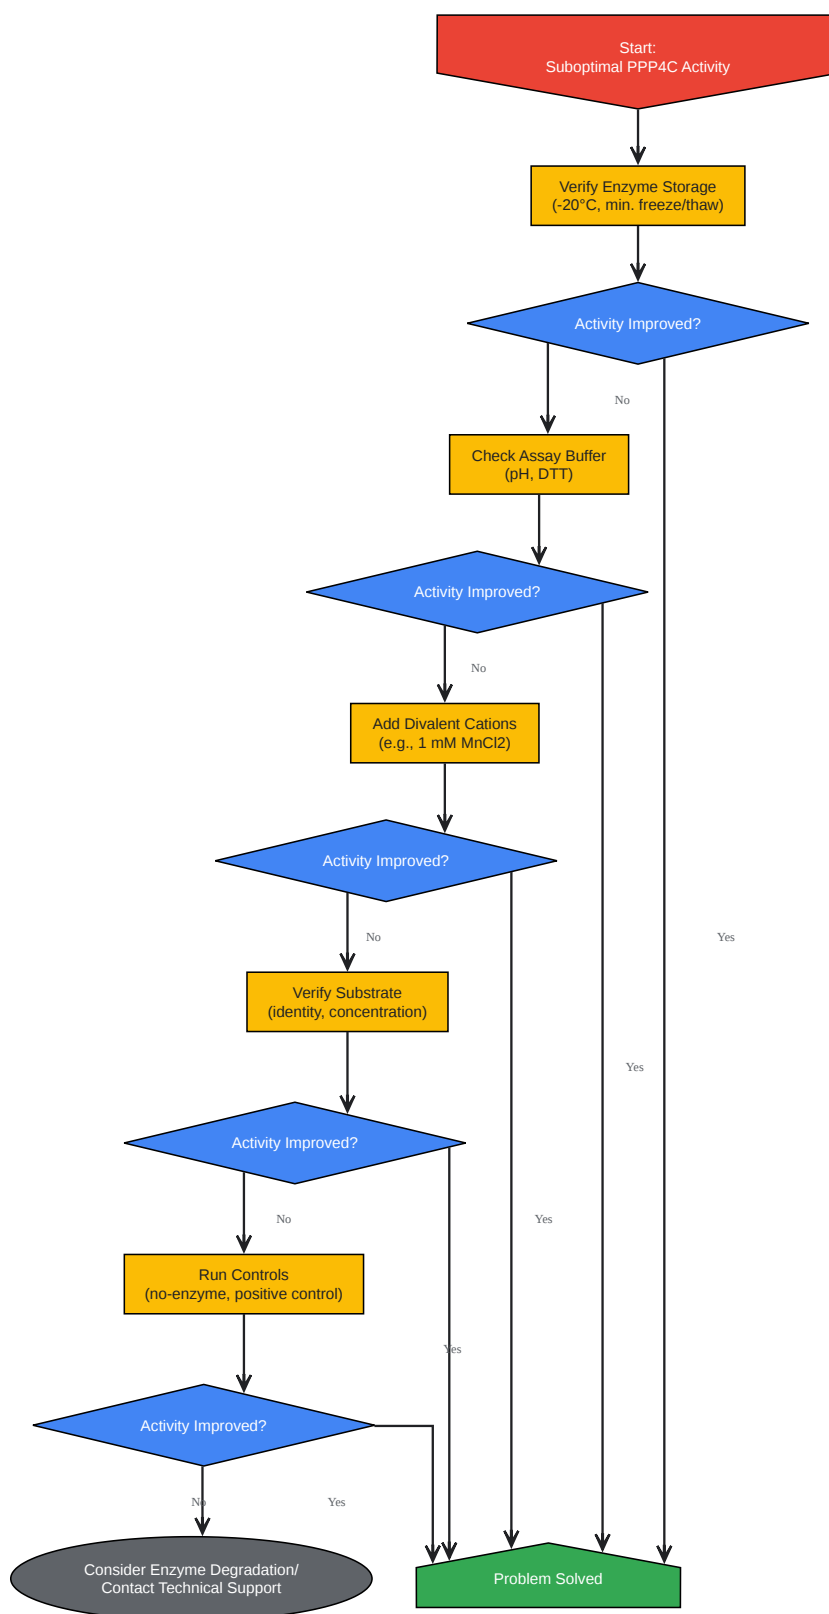 Start:
Suboptimal PPP4C Activity
Verify Enzyme Storage
(-20°C, min. freeze/thaw)
Activity Improved?
No
Check Assay Buffer
(pH, DTT)
Activity Improved?
No
Add Divalent Cations
(e.g., 1 mM MnCl2)
Activity Improved?
No
Yes
Verify Substrate
(identity, concentration)
Yes
Activity Improved?
No
Yes
Run Controls
(no-enzyme, positive control)
Yes
Activity Improved?
No
Yes
Consider Enzyme Degradation/
Contact Technical Support
Problem Solved